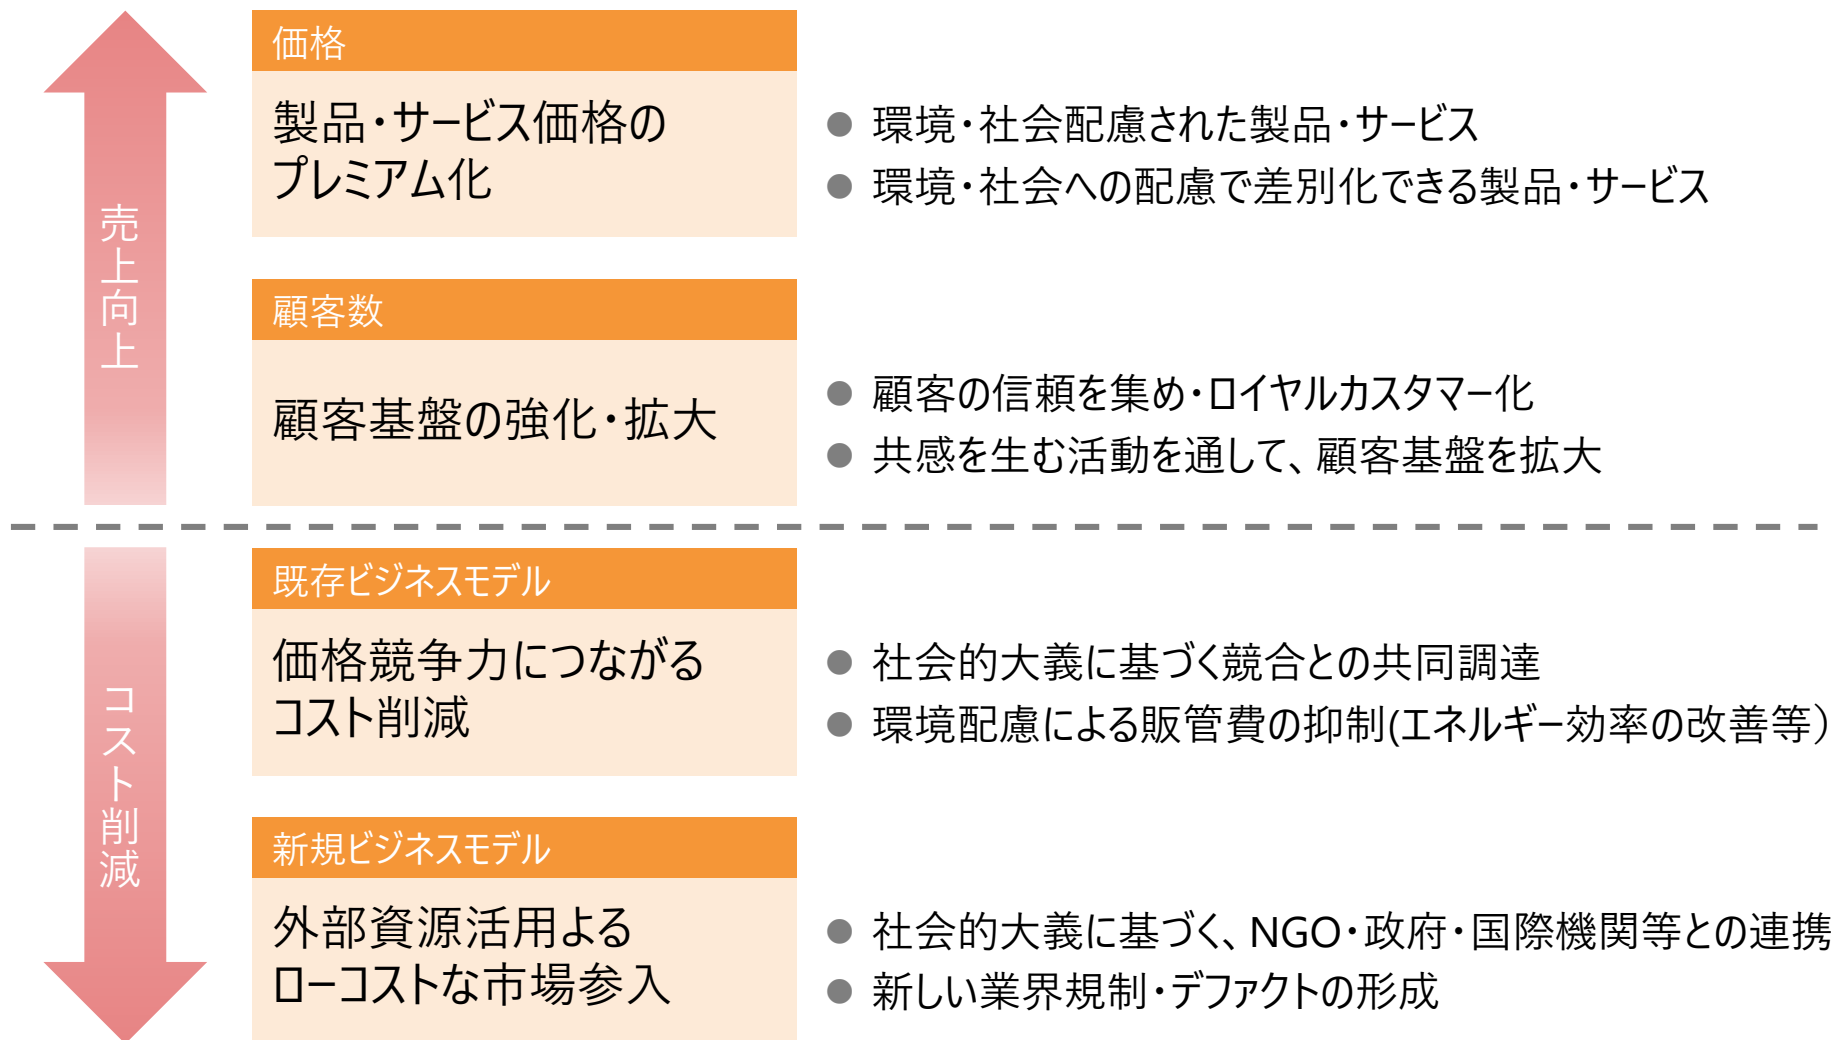 売上向上
価格
製品・サービス価格の
プレミアム化
環境・社会配慮された製品・サービス
環境・社会への配慮で差別化できる製品・サービス
顧客数
顧客基盤の強化・拡大
顧客の信頼を集め・ロイヤルカスタマー化
共感を生む活動を通して、顧客基盤を拡大
コスト削減
既存ビジネスモデル
価格競争力につながる
コスト削減
社会的大義に基づく競合との共同調達
環境配慮による販管費の抑制(エネルギー効率の改善等）
新規ビジネスモデル
外部資源活用よる
ローコストな市場参入
社会的大義に基づく、NGO・政府・国際機関等との連携
新しい業界規制・デファクトの形成